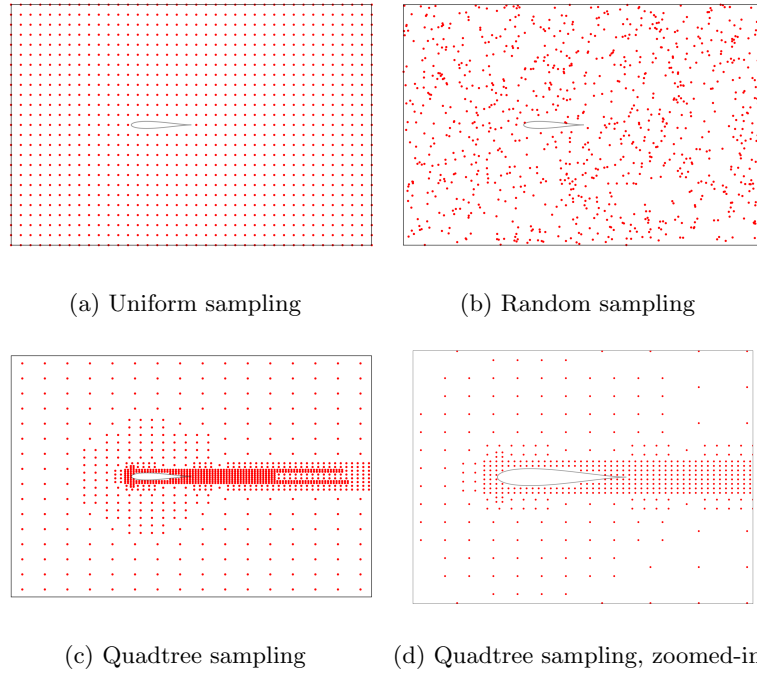 (a) Uniform sampling
(b) Random sampling
(c) Quadtree sampling
(d) Quadtree sampling, zoomed-in